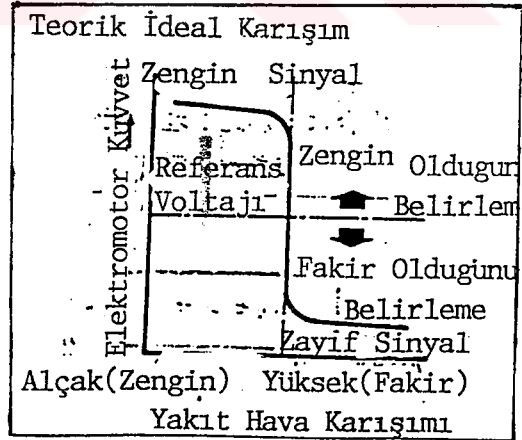 Teorik İdeal Karışım
Zengin Sinyal
Elektromotor Kuvvet
Referans
Voltajı
Zengin Oldugun
Belirlem
Fakir Oldugunu
Belirleme
Zayif Sinyal
Alçak(Zengin) Yüksek(Fakir)
Yakıt Hava Karışımı